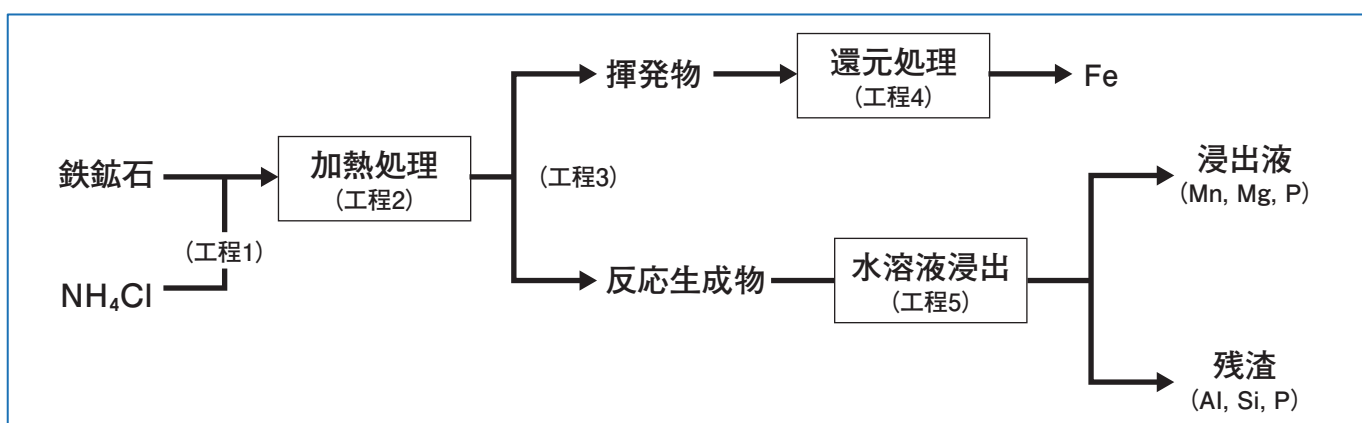 鉄鉱石
NH₄Cl
(工程1)
加熱処理
(工程2)
(工程3)
揮発物
還元処理
(工程4)
Fe
反応生成物
水溶液浸出
(工程5)
浸出液
(Mn, Mg, P)
残渣
(Al, Si, P)